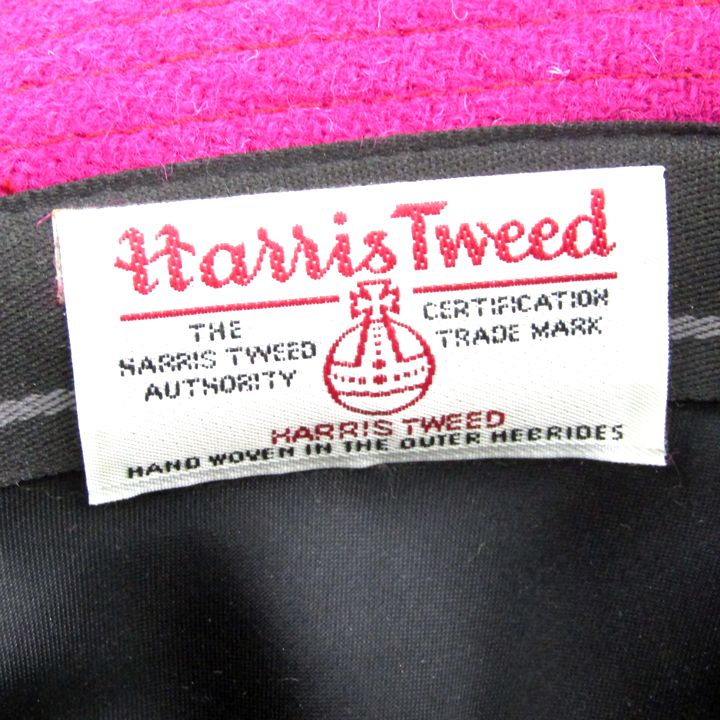 Harris Tweed
THE
HARRIS TWEED
AUTHORITY
CERTIFICATION
TRADE MARK
HARRIS TWEED
HAND WOVEN IN THE OUTER HEBRIDES